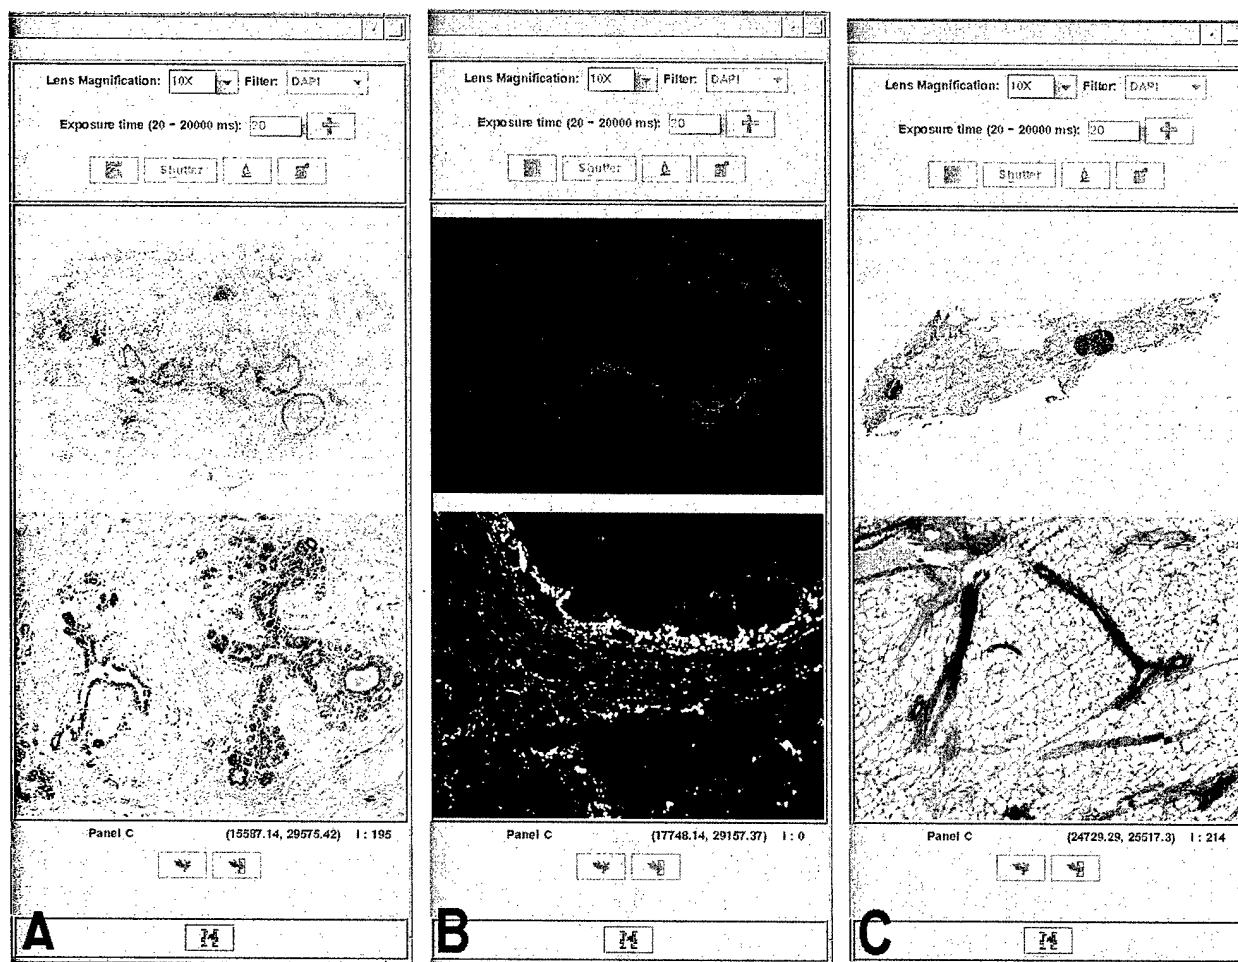 Lens Magnification: 10X Filter: DAPI
Exposure time (20 - 20000 ms): 20
Shutter
Panel C (15587.14, 29575.42) I : 195
A
Lens Magnification: 10X Filter: DAPI
Exposure time (20 - 20000 ms): 20
Shutter
Panel C (17748.14, 29157.37) I : 0
B
Lens Magnification: 10X Filter: DAPI
Exposure time (20 - 20000 ms): 20
Shutter
Panel C (24729.29, 25517.3) I : 214
C